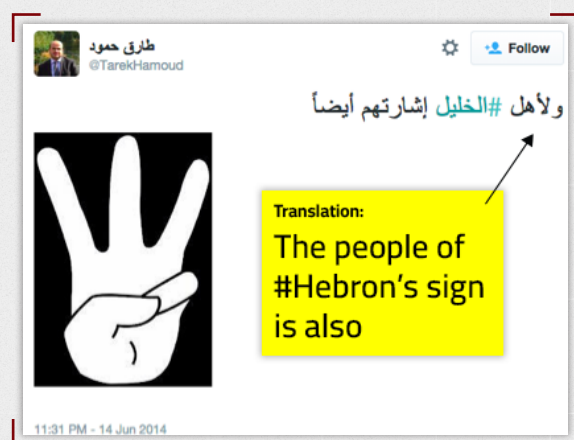 طارق حمود
@TarekHamoud
Follow
ولأهل #الخليل إشارتهم أيضاً
Translation:
The people of
#Hebron's sign
is also
11:31 PM - 14 Jun 2014